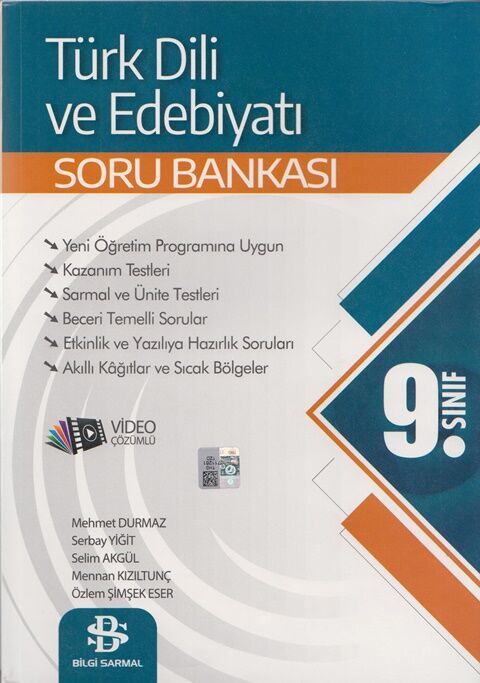 Türk Dili
ve Edebiyatı
SORU BANKASI
Yeni Öğretim Programına Uygun
Kazanım Testleri
Sarmal ve Ünite Testleri
Beceri Temelli Sorular
Etkinlik ve Yazılıya Hazırlık Soruları
Akıllı Kâğıtlar ve Sıcak Bölgeler
9. SINIF
VİDEO
ÇÖZÜMLÜ
Mehmet DURMAZ
Serbay YİĞİT
Selim AKGÜL
Mennan KIZILTUNÇ
Özlem ŞİMŞEK ESER
BİLGİ SARMAL